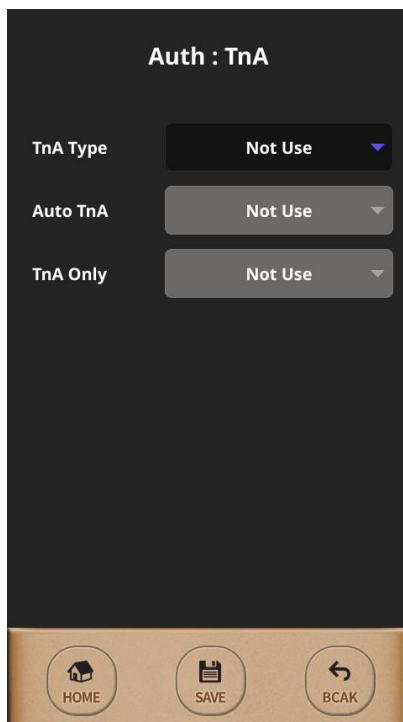 Auth : TnA
TnA Type Not Use
Auto TnA Not Use
TnA Only Not Use
HOME SAVE BCAK